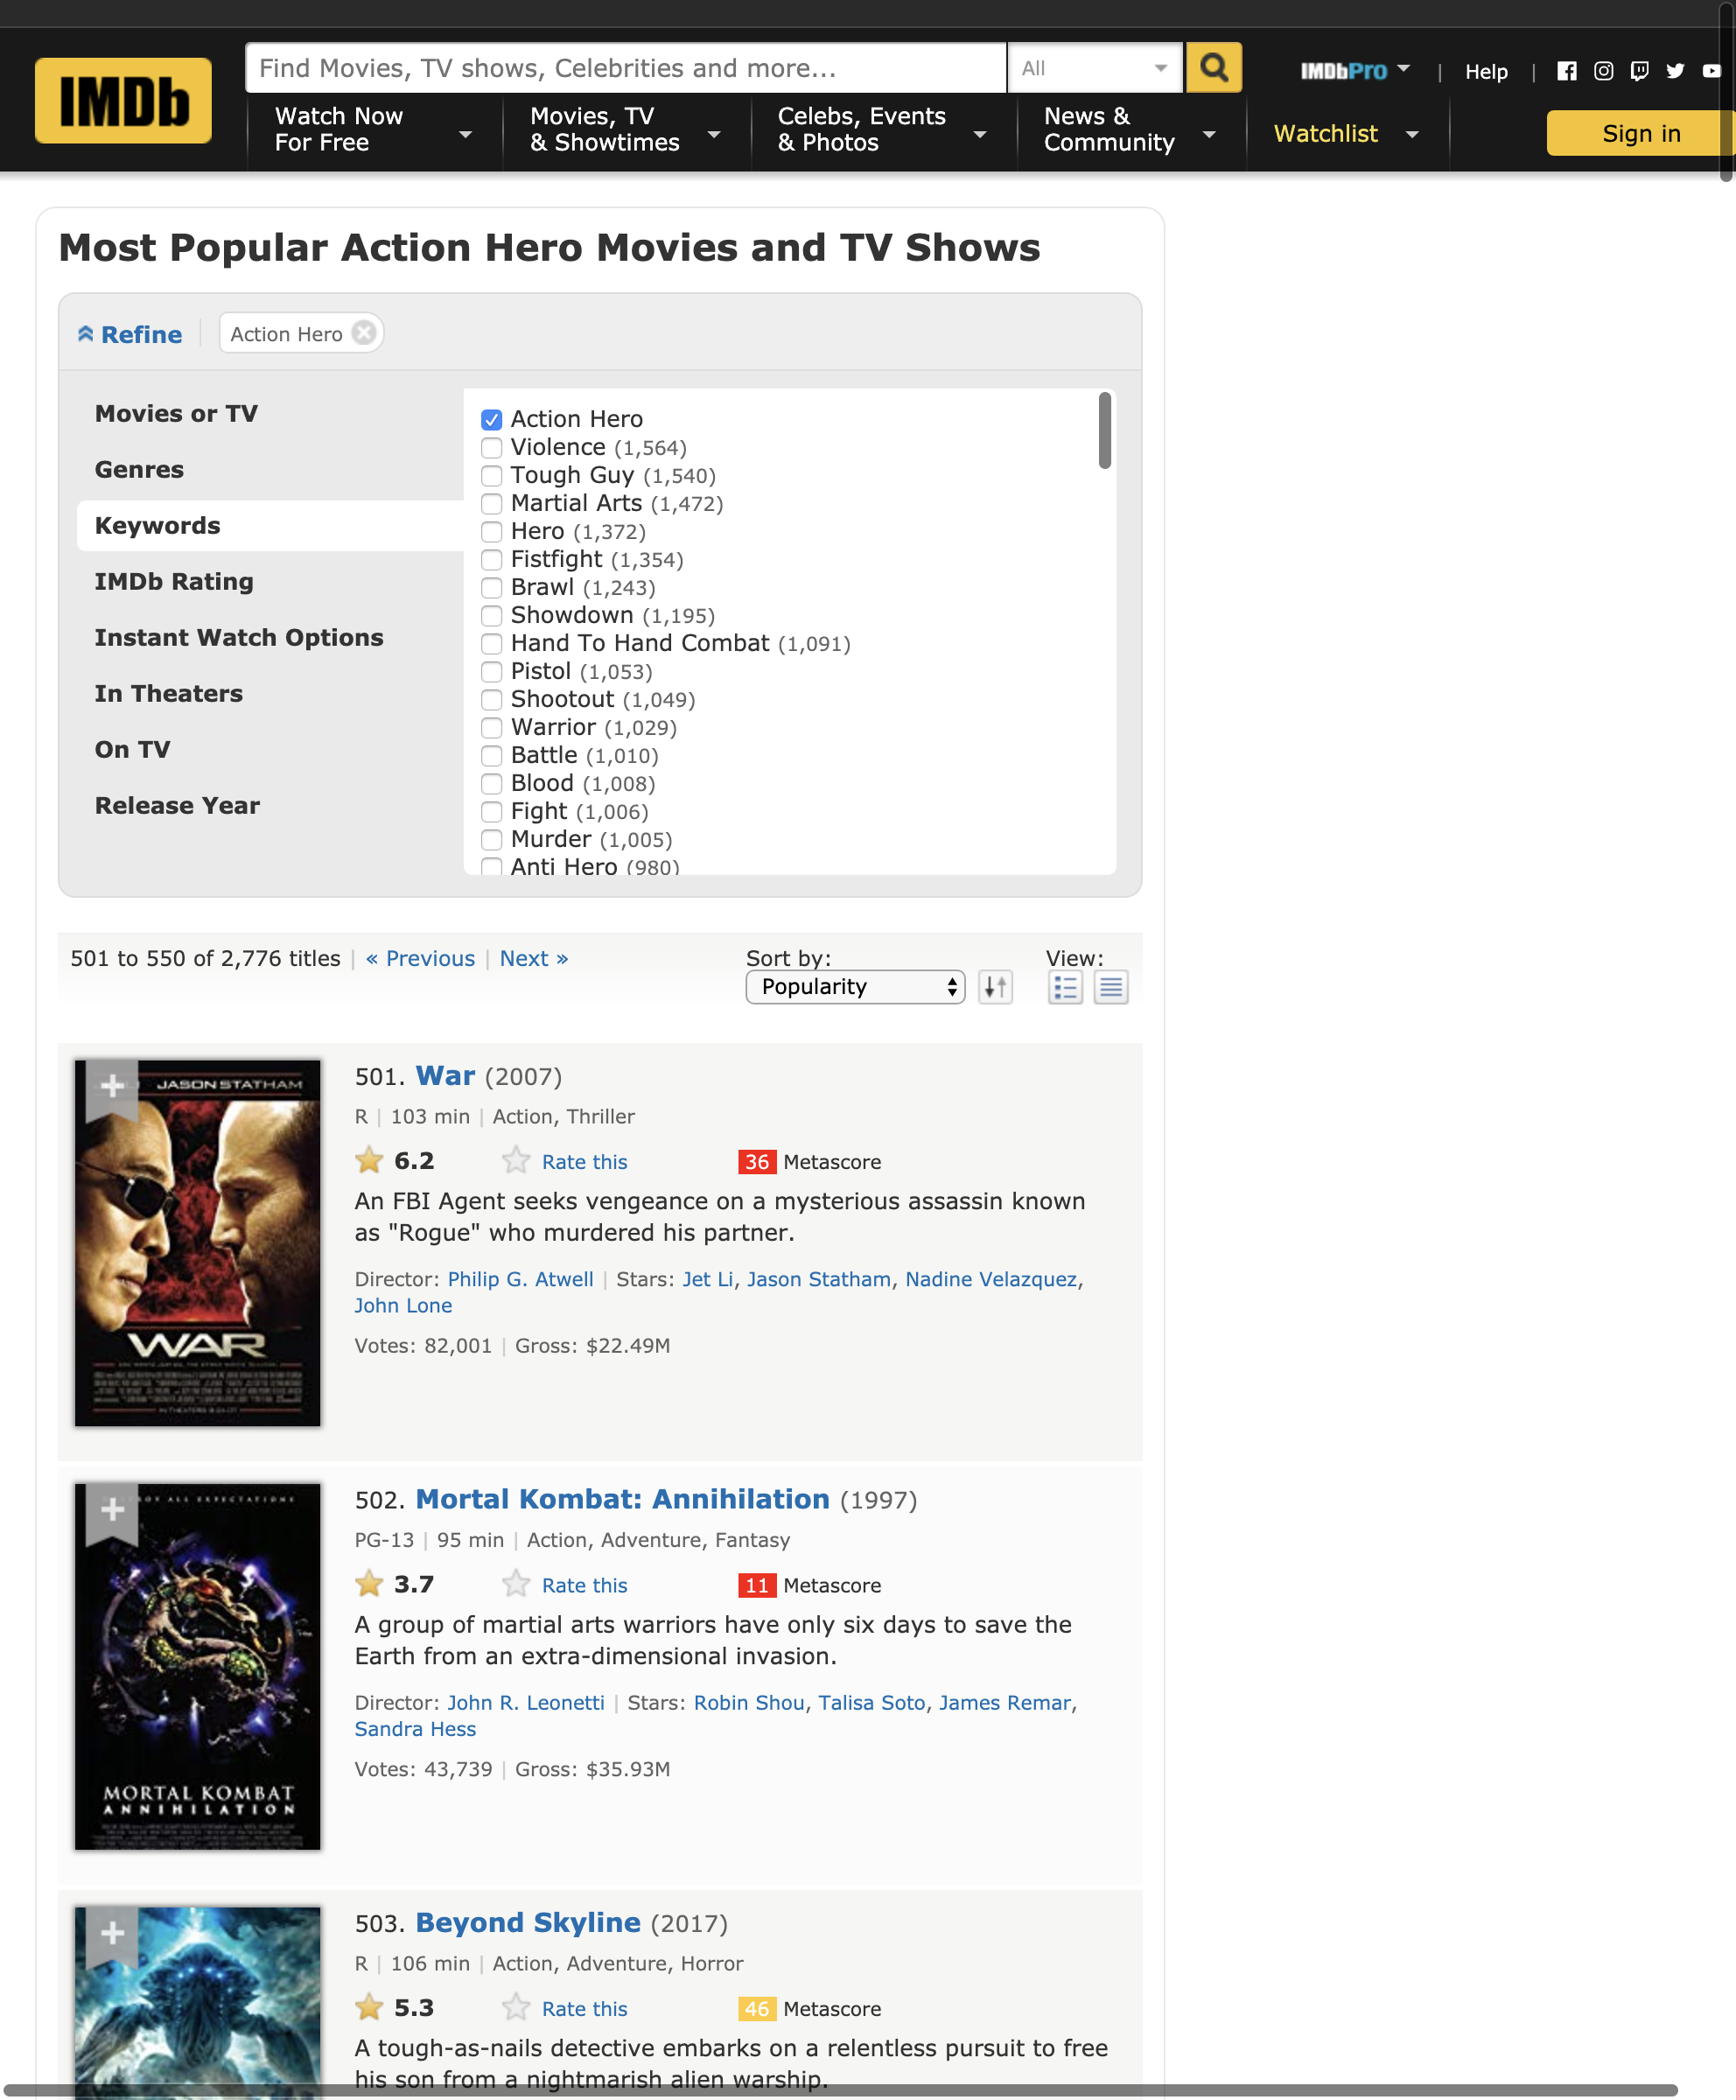 IMDb
Find Movies, TV shows, Celebrities and more...
All
IMDbPro | Help |
Watch Now
For Free
Movies, TV
& Showtimes
Celebs, Events
& Photos
News &
Community
Watchlist
Sign in
Most Popular Action Hero Movies and TV Shows
Refine
Action Hero
Movies or TV
Genres
Keywords
IMDb Rating
Instant Watch Options
In Theaters
On TV
Release Year
Action Hero
Violence (1,564)
Tough Guy (1,540)
Martial Arts (1,472)
Hero (1,372)
Fistfight (1,354)
Brawl (1,243)
Showdown (1,195)
Hand To Hand Combat (1,091)
Pistol (1,053)
Shootout (1,049)
Warrior (1,029)
Battle (1,010)
Blood (1,008)
Fight (1,006)
Murder (1,005)
Anti Hero (980)
501 to 550 of 2,776 titles | « Previous | Next »
Sort by:
Popularity
View:
JASON STATHAM
WAR
501. War (2007)
R | 103 min | Action, Thriller
6.2 Rate this 36 Metascore
An FBI Agent seeks vengeance on a mysterious assassin known
as "Rogue" who murdered his partner.
Director: Philip G. Atwell | Stars: Jet Li, Jason Statham, Nadine Velazquez,
John Lone
Votes: 82,001 | Gross: $22.49M
ALL EXPECTATIONS
MORTAL KOMBAT
ANNIHILATION
502. Mortal Kombat: Annihilation (1997)
PG-13 | 95 min | Action, Adventure, Fantasy
3.7 Rate this 11 Metascore
A group of martial arts warriors have only six days to save the
Earth from an extra-dimensional invasion.
Director: John R. Leonetti | Stars: Robin Shou, Talisa Soto, James Remar,
Sandra Hess
Votes: 43,739 | Gross: $35.93M
503. Beyond Skyline (2017)
R | 106 min | Action, Adventure, Horror
5.3 Rate this 46 Metascore
A tough-as-nails detective embarks on a relentless pursuit to free
his son from a nightmarish alien warship.